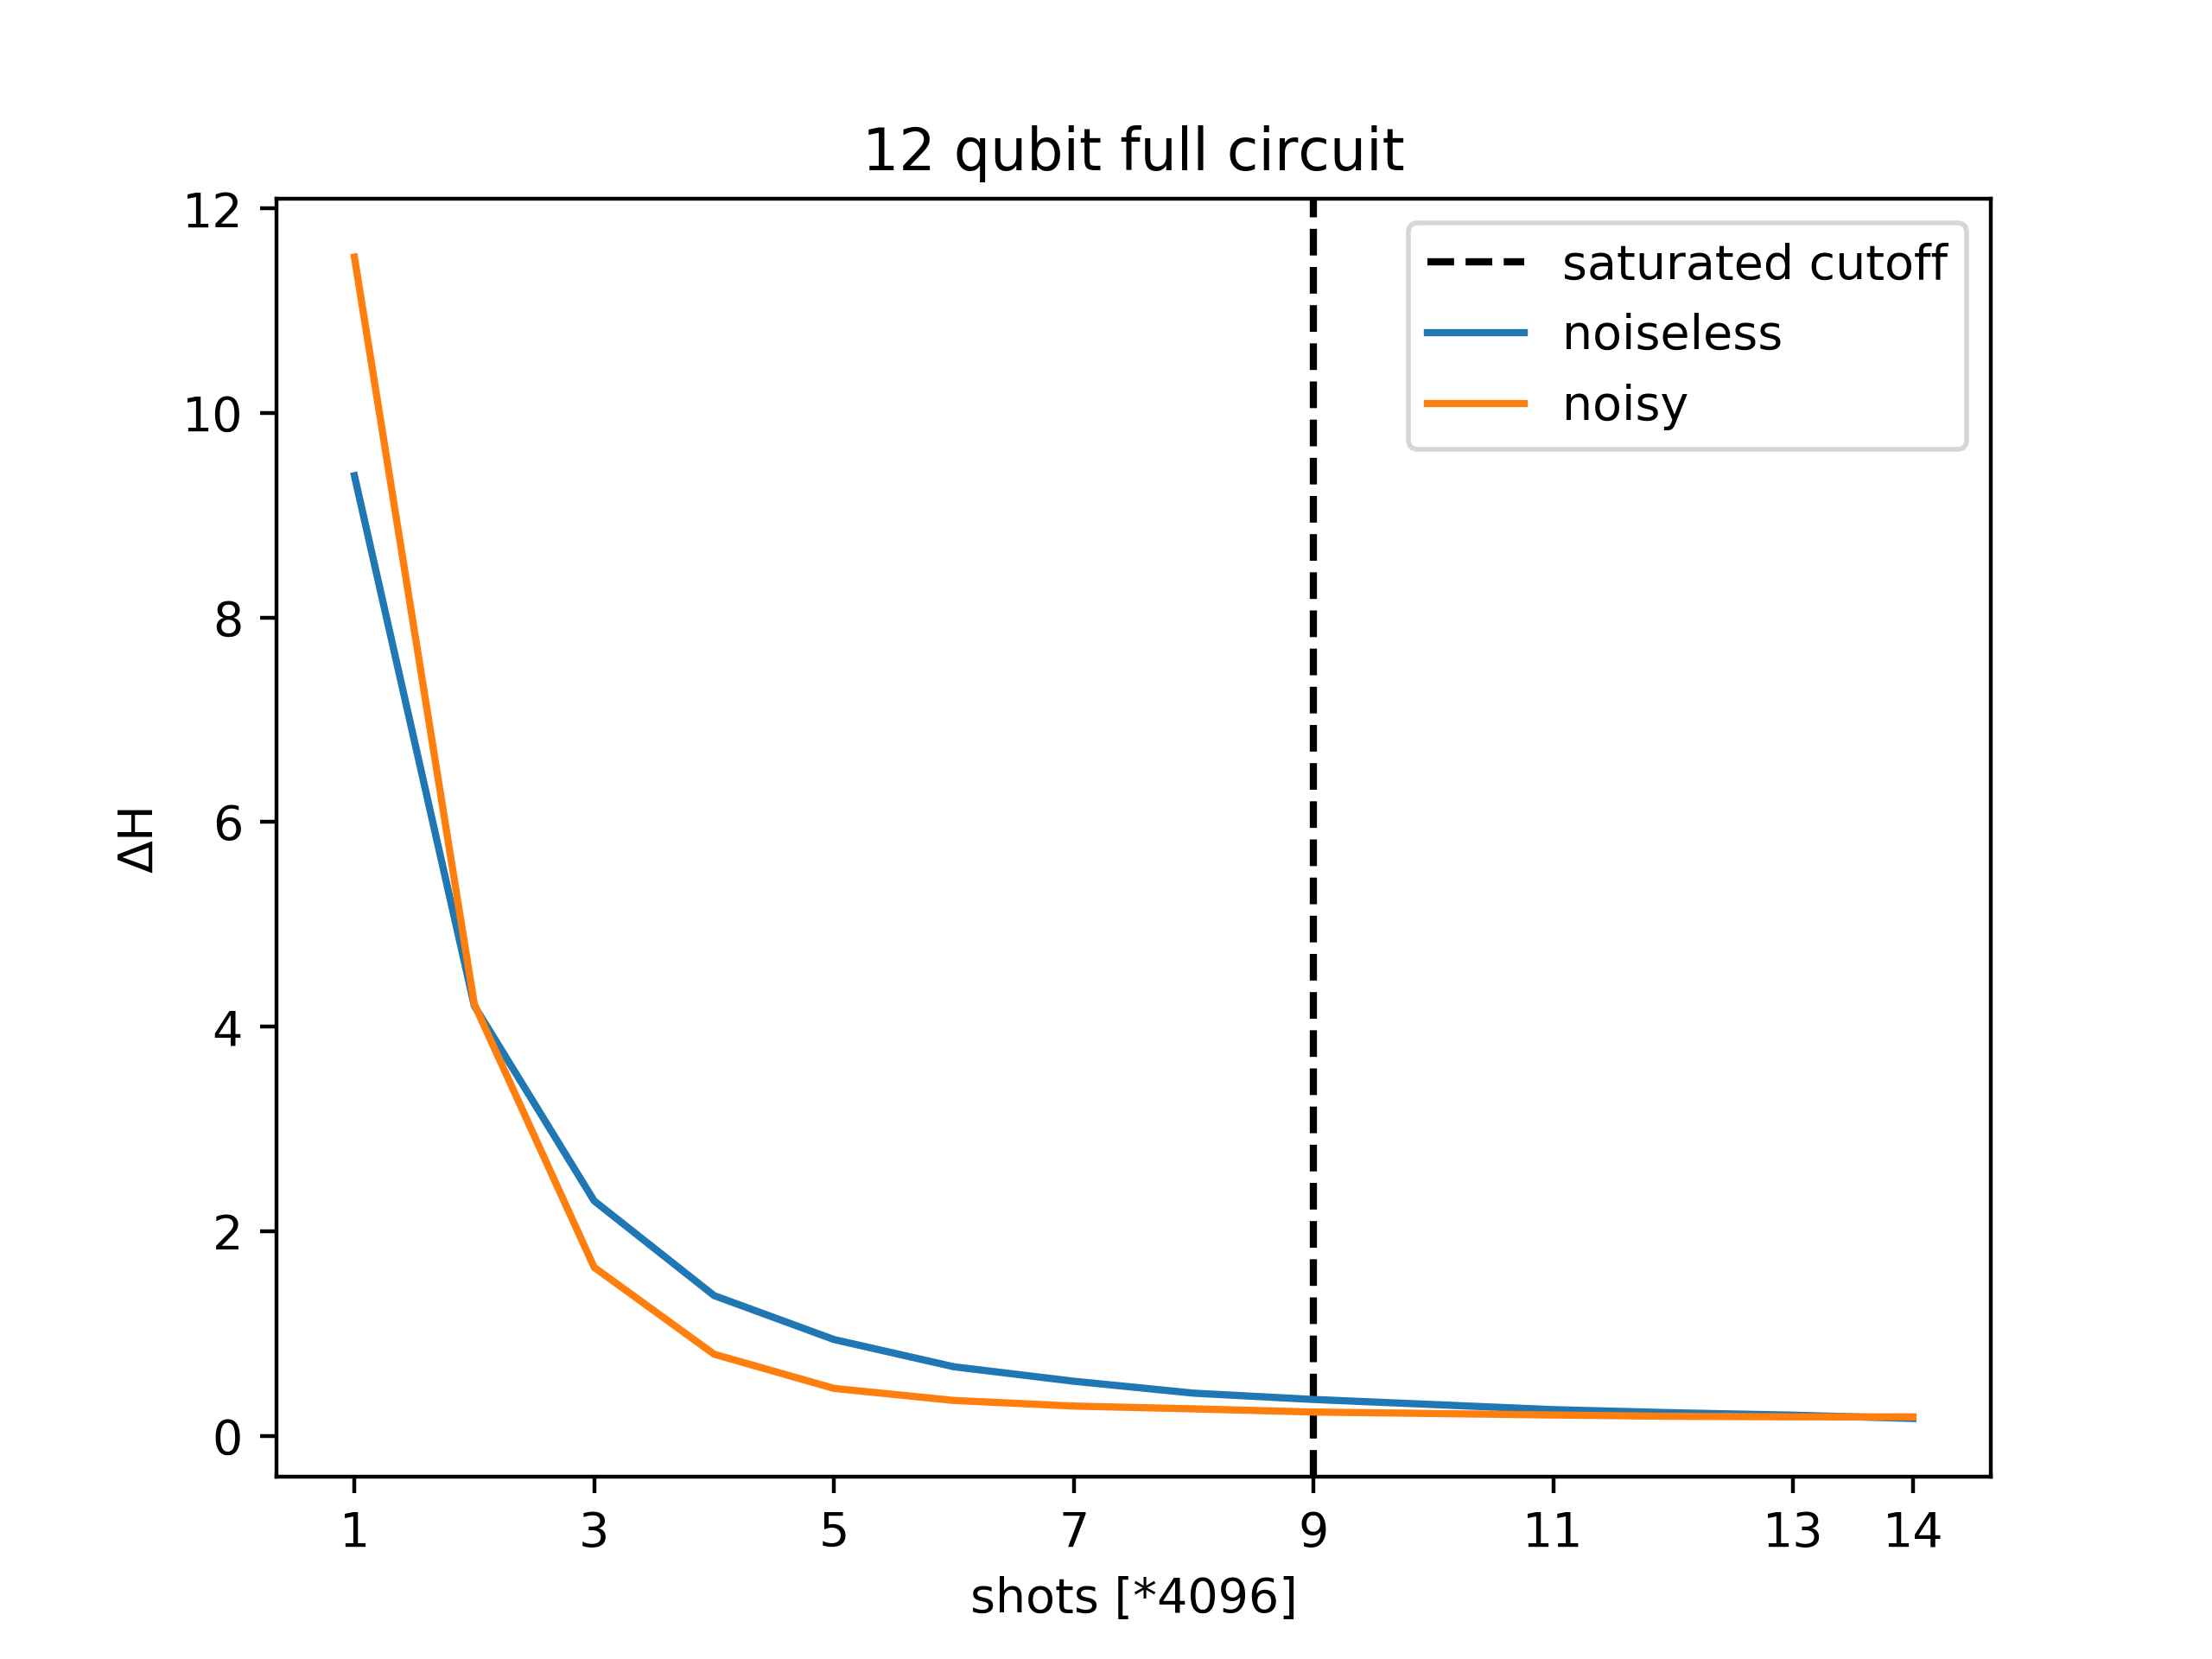 12 qubit full circuit
12
10
8
6
4
2
0
ΔH
saturated cutoff
noiseless
noisy
1 3 5 7 9 11 13 14
shots [*4096]